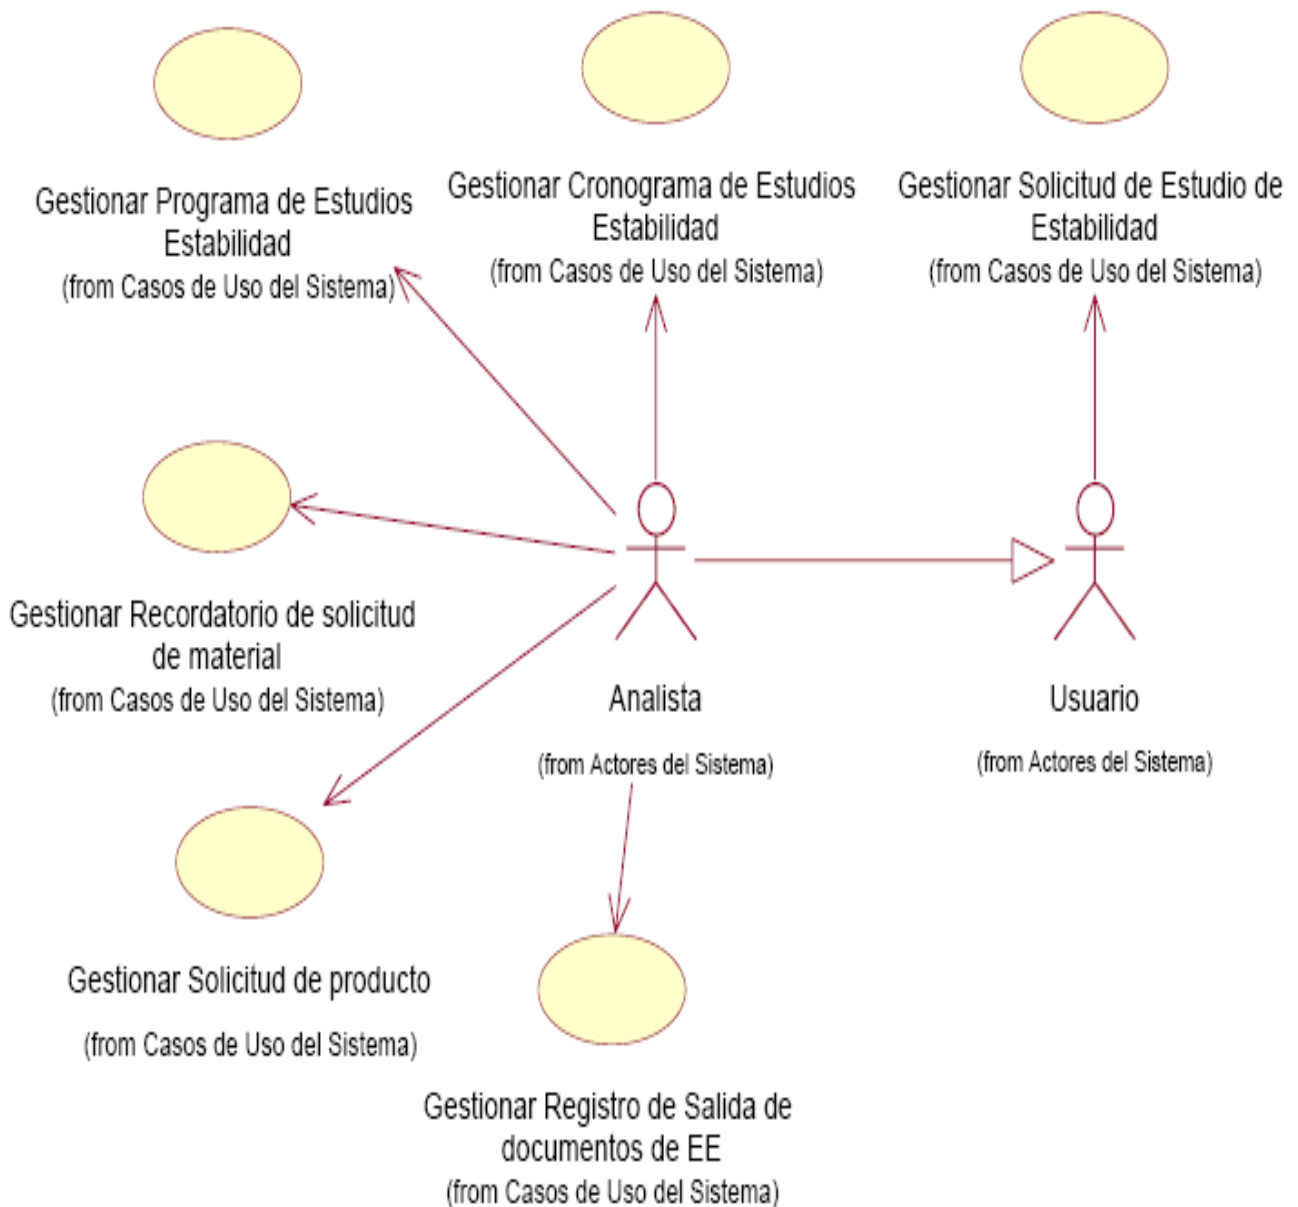 Gestionar Programa de Estudios
Estabilidad
(from Casos de Uso del Sistema)
Gestionar Cronograma de Estudios
Estabilidad
(from Casos de Uso del Sistema)
Gestionar Solicitud de Estudio de
Estabilidad
(from Casos de Uso del Sistema)
Gestionar Recordatorio de solicitud
de material
(from Casos de Uso del Sistema)
Analista
(from Actores del Sistema)
Usuario
(from Actores del Sistema)
Gestionar Solicitud de producto
(from Casos de Uso del Sistema)
Gestionar Registro de Salida de
documentos de EE
(from Casos de Uso del Sistema)